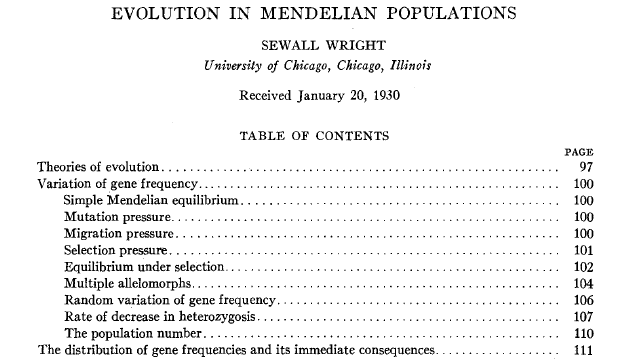 EVOLUTION IN MENDELIAN POPULATIONS
SEWALL WRIGHT
University of Chicago, Chicago, Illinois
Received January 20, 1930
TABLE OF CONTENTS
PAGE
Theories of evolution........................................................ 97
Variation of gene frequency.................................................. 100
Simple Mendelian equilibrium............................................. 100
Mutation pressure........................................................ 100
Migration pressure....................................................... 100
Selection pressure....................................................... 101
Equilibrium under selection.............................................. 102
Multiple allelomorphs.................................................... 104
Random variation of gene frequency....................................... 106
Rate of decrease in heterozygosis........................................ 107
The population number.................................................... 110
The distribution of gene frequencies and its immediate consequences.......... 111